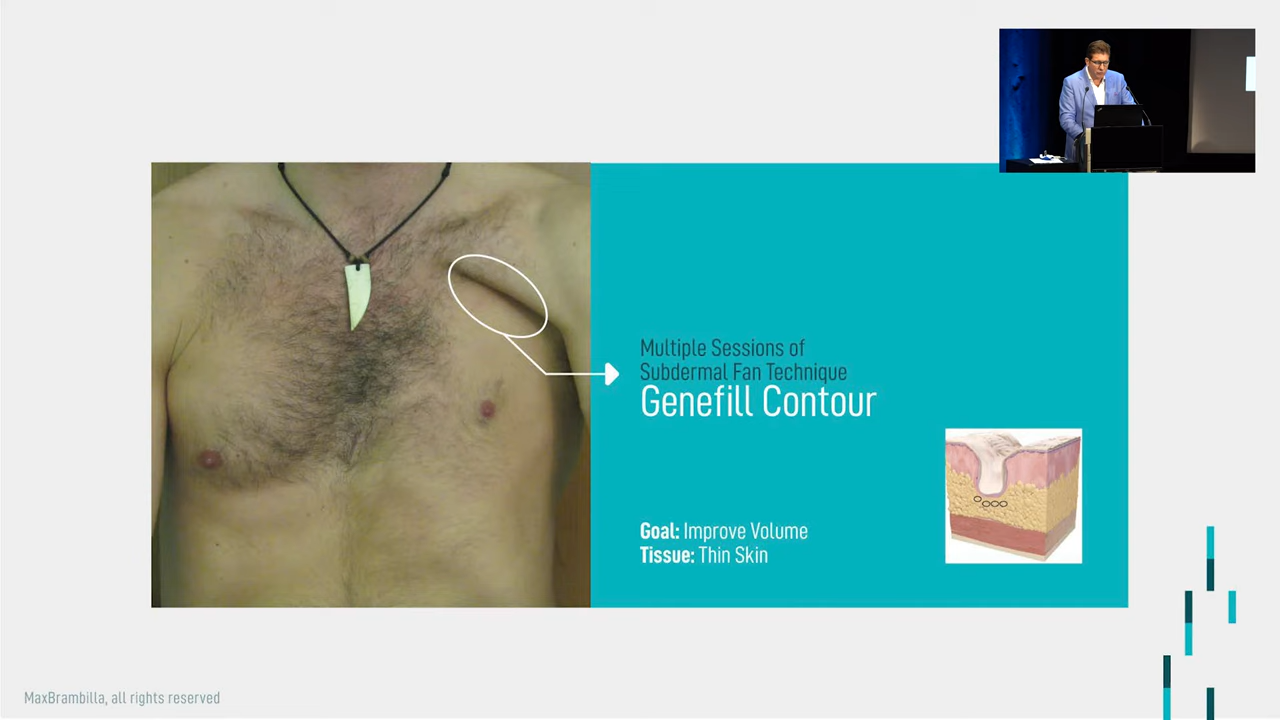 Multiple Sessions of
Subdermal Fan Technique
Genefill Contour
Goal: Improve Volume
Tissue: Thin Skin
MaxBrambilla, all rights reserved